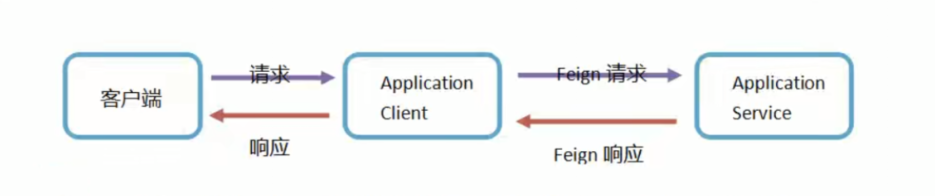 客户端
请求
响应
Application
Client
Feign 请求
Feign 响应
Application
Service